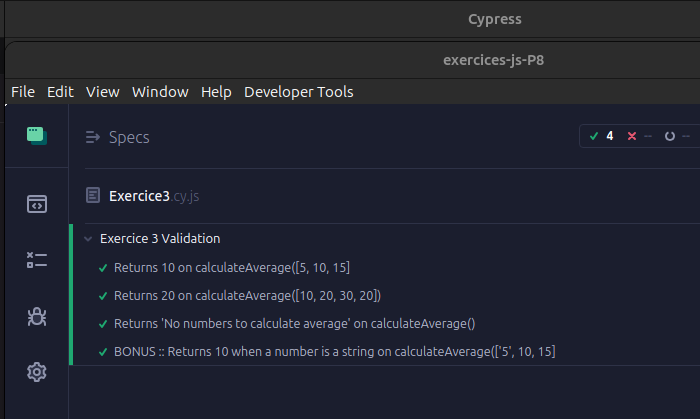 Cypress
exercices-js-P8
File Edit View Window Help Developer Tools
Specs
4 -- --
Exercice3.cy.js
Exercice 3 Validation
Returns 10 on calculateAverage([5, 10, 15]
Returns 20 on calculateAverage([10, 20, 30, 20])
Returns 'No numbers to calculate average' on calculateAverage()
BONUS :: Returns 10 when a number is a string on calculateAverage(['5', 10, 15]